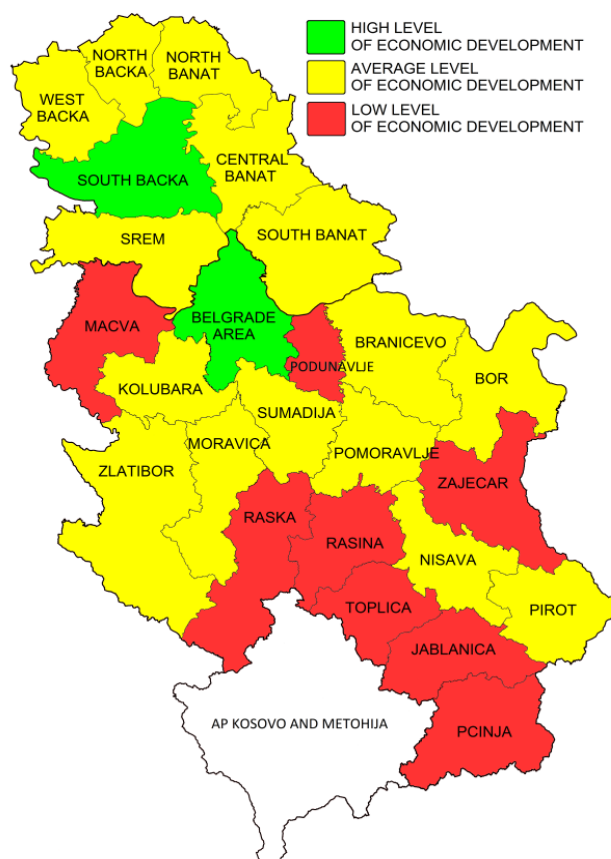 HIGH LEVEL
OF ECONOMIC DEVELOPMENT
AVERAGE LEVEL
OF ECONOMIC DEVELOPMENT
LOW LEVEL
OF ECONOMIC DEVELOPMENT
NORTH
BACKA
NORTH
BANAT
WEST
BACKA
SOUTH BACKA
CENTRAL
BANAT
SREM
SOUTH BANAT
MACVA
BELGRADE
AREA
PODUNAVLJE
BRANICEVO
BOR
KOLUBARA
SUMADIJA
MORAVICA
POMORAVLJE
ZLATIBOR
ZAJECAR
RASKA
RASINA
NISAVA
TOPLICA
PIROT
JABLANICA
AP KOSOVO AND METOHIJA
PCINJA